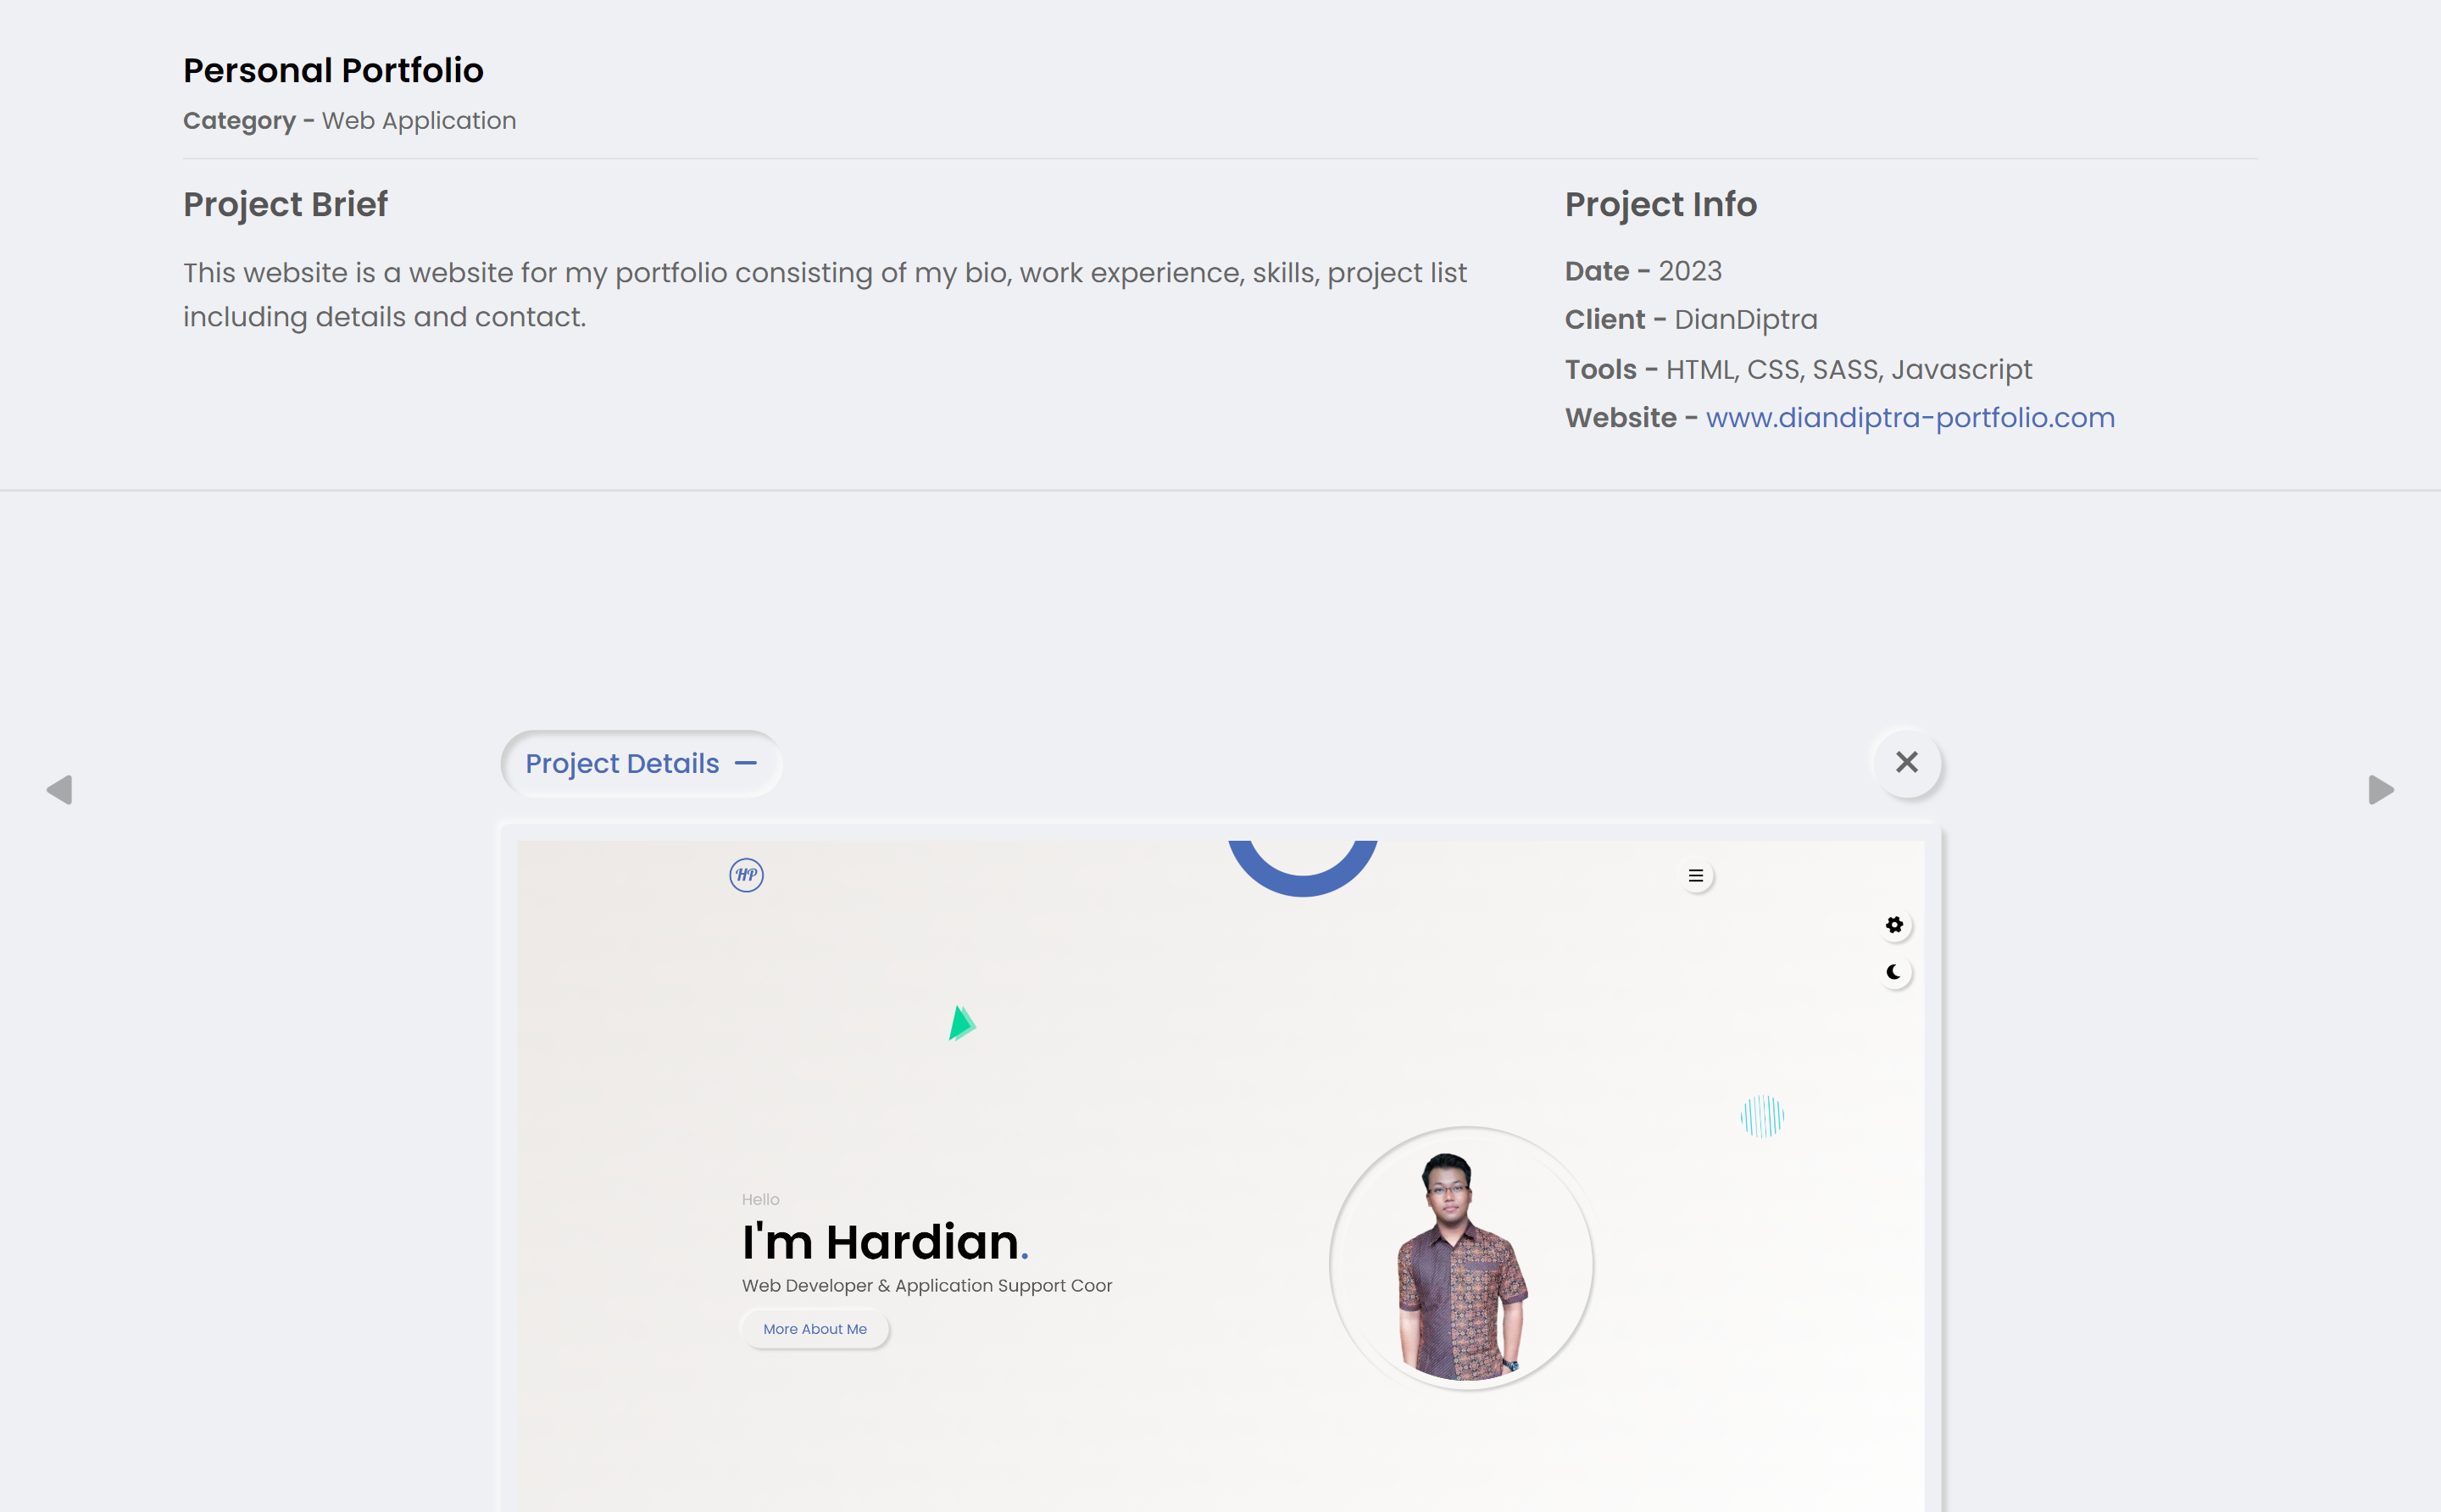 Personal Portfolio
Category - Web Application
Project Brief
This website is a website for my portfolio consisting of my bio, work experience, skills, project list
including details and contact.
Project Info
Date - 2023
Client - DianDiptra
Tools - HTML, CSS, SASS, Javascript
Website - www.diandiptra-portfolio.com
Project Details
HP
Hello
I'm Hardian.
Web Developer & Application Support Coor
More About Me